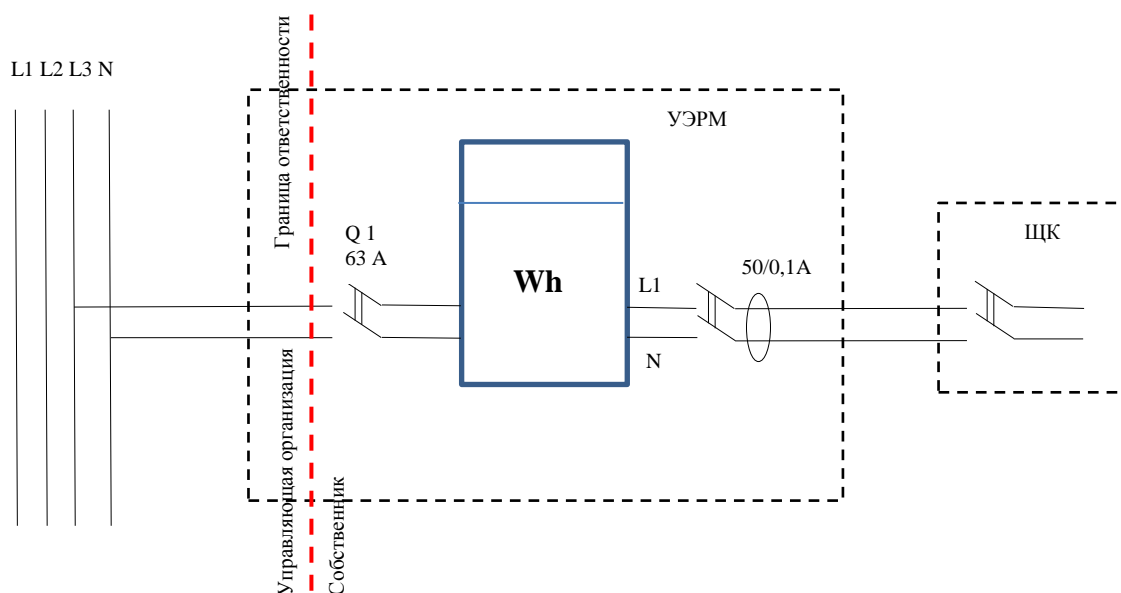 L1 L2 L3 N
Граница ответственности
УЭРМ
Q 1
63 А
Wh
L1
N
50/0,1А
ЩК
Управляющая организация
Собственник